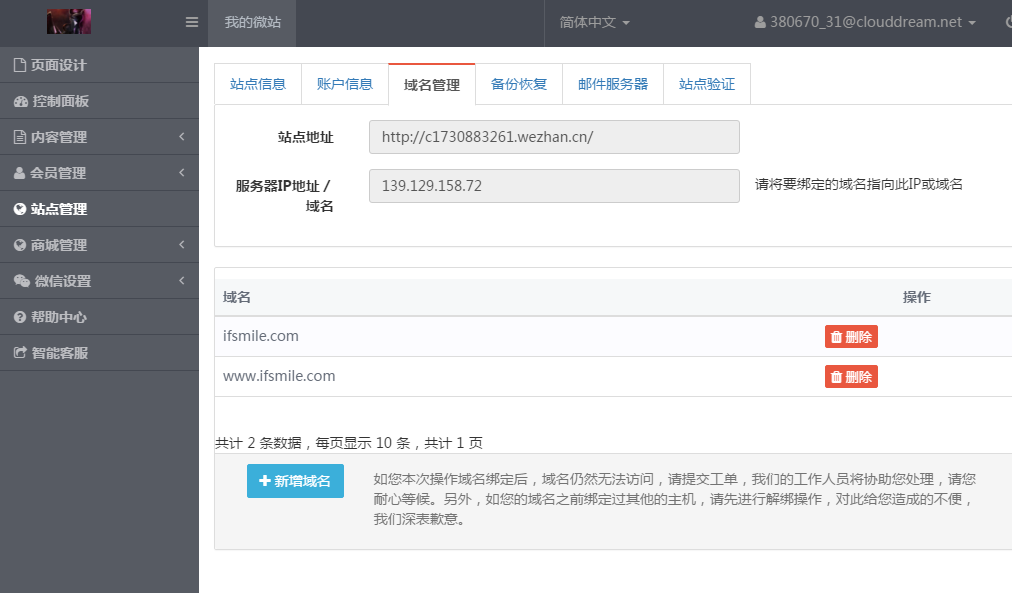 我的微站
简体中文
380670_31@clouddream.net
页面设计
控制面板
内容管理
会员管理
站点管理
商城管理
微信设置
帮助中心
智能客服
站点信息
账户信息
域名管理
备份恢复
邮件服务器
站点验证
站点地址
http://c1730883261.wezhan.cn/
服务器IP地址 /
域名
139.129.158.72
请将要绑定的域名指向此IP或域名
域名
操作
ifsmile.com
删除
www.ifsmile.com
删除
共计 2 条数据，每页显示 10 条，共计 1 页
新增域名
如您本次操作域名绑定后，域名仍然无法访问，请提交工单，我们的工作人员将协助您处理，请您
耐心等候。另外，如您的域名之前绑定过其他的主机，请先进行解绑操作，对此给您造成的不便，
我们深表歉意。